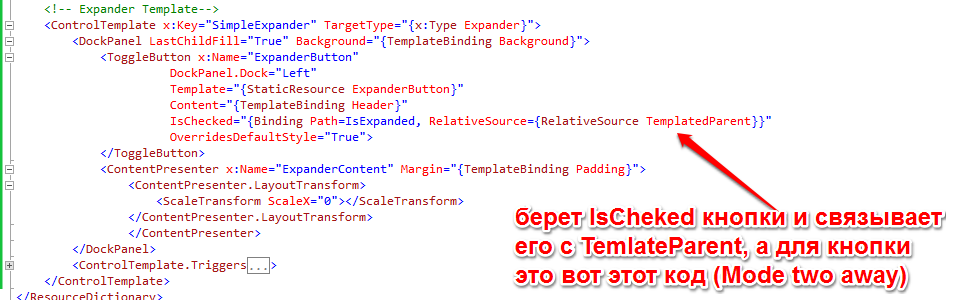 <!-- Expander Template-->
<ControlTemplate x:Key="SimpleExpander" TargetType="{x:Type Expander}">
<DockPanel LastChildFill="True" Background="{TemplateBinding Background}">
<ToggleButton x:Name="ExpanderButton"
DockPanel.Dock="Left"
Template="{StaticResource ExpanderButton}"
Content="{TemplateBinding Header}"
IsChecked="{Binding Path=IsExpanded, RelativeSource={RelativeSource TemplatedParent}}"
OverridesDefaultStyle="True">
</ToggleButton>
<ContentPresenter x:Name="ExpanderContent" Margin="{TemplateBinding Padding}">
<ContentPresenter.LayoutTransform>
<ScaleTransform ScaleX="0"></ScaleTransform>
</ContentPresenter.LayoutTransform>
</ContentPresenter>
</DockPanel>
<ControlTemplate.Triggers...>
</ControlTemplate>
</ResourceDictionary>
берет IsCheked кнопки и связывает
его с TemlateParent, а для кнопки
это вот этот код (Mode two away)